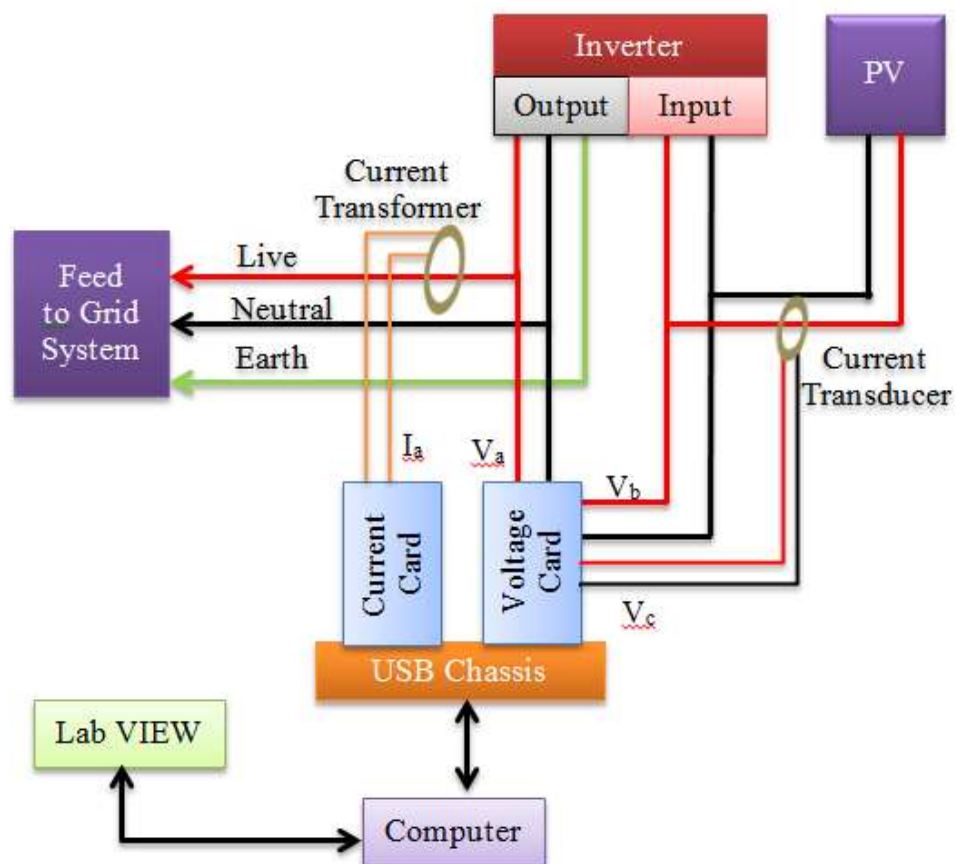 Inverter
PV
Output
Input
Current
Transformer
Feed
to Grid
System
Live
Neutral
Earth
Current
Transducer
Ia
Va
Vb
Current
Card
Voltage
Card
Vc
USB Chassis
Lab VIEW
Computer